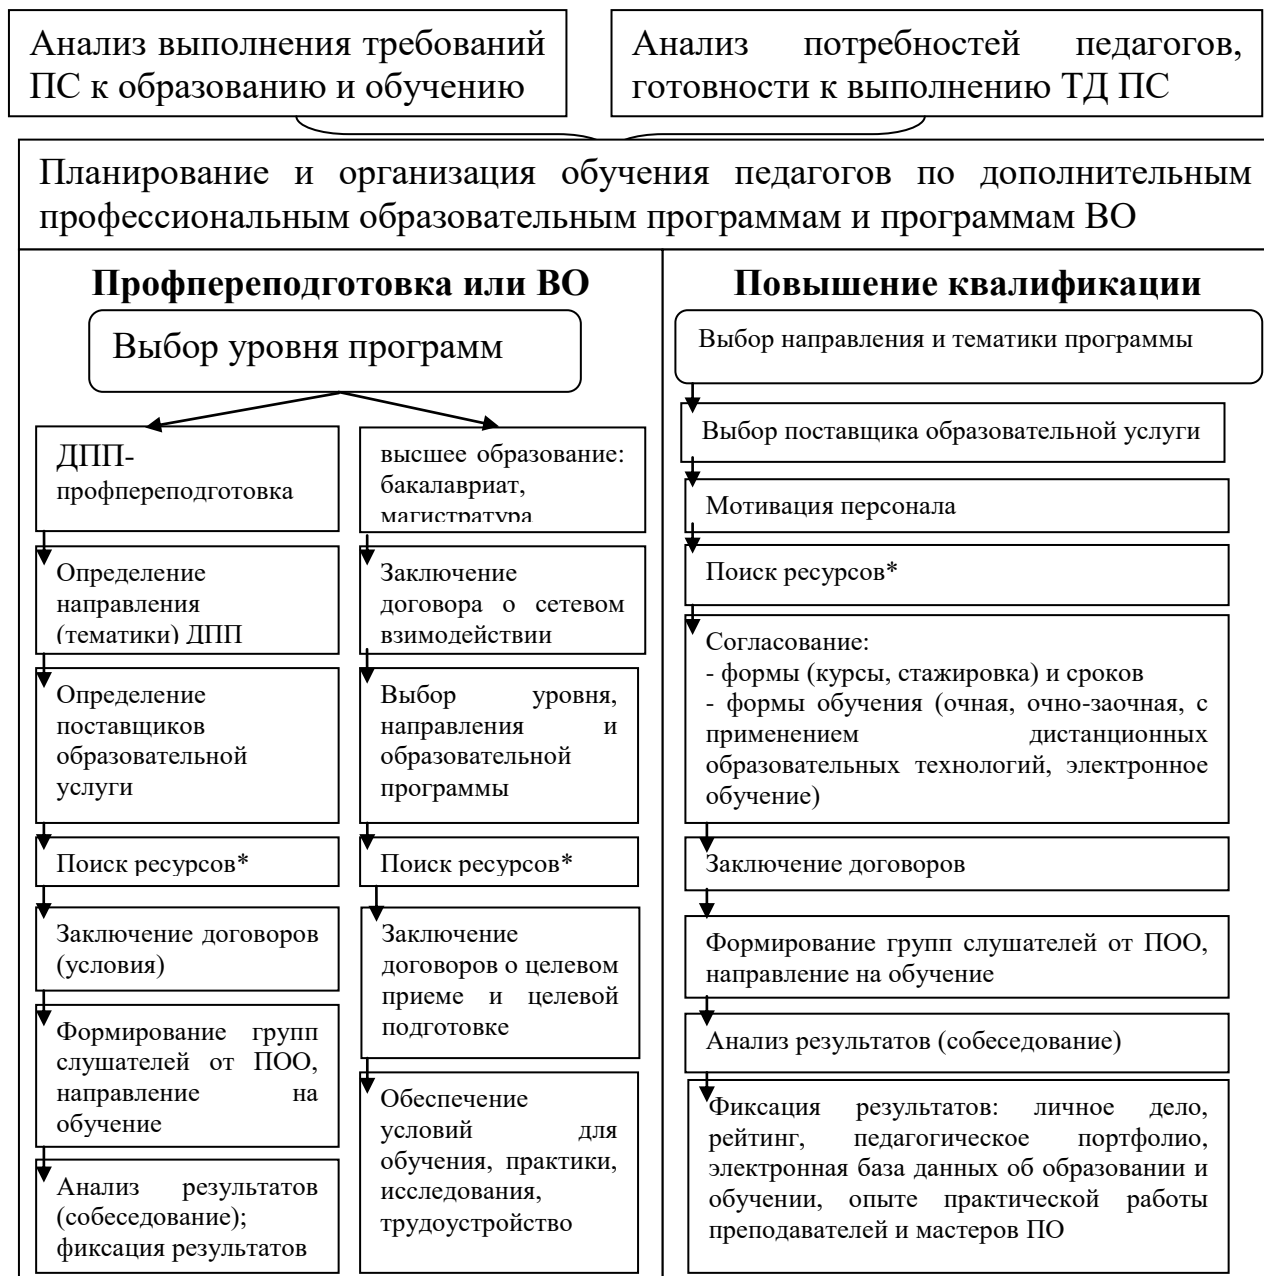 Анализ выполнения требований
ПС к образованию и обучению
Анализ потребностей педагогов,
готовности к выполнению ТД ПС
Планирование и организация обучения педагогов по дополнительным
профессиональным образовательным программам и программам ВО
Профпереподготовка или ВО
Выбор уровня программ
ДПП-
профпереподготовка
Определение
направления
(тематики) ДПП
Определение
поставщиков
образовательной
услуги
Поиск ресурсов*
Заключение договоров
(условия)
Формирование групп
слушателей от ПОО,
направление на
обучение
Анализ результатов
(собеседование);
фиксация результатов
высшее образование:
бакалавриат,
магистратура
Заключение
договора о сетевом
взимодействии
Выбор уровня,
направления и
образовательной
программы
Поиск ресурсов*
Заключение
договоров о целевом
приеме и целевой
подготовке
Обеспечение
условий для
обучения, практики,
исследования,
трудоустройство
Повышение квалификации
Выбор направления и тематики программы
Выбор поставщика образовательной услуги
Мотивация персонала
Поиск ресурсов*
Согласование:
- формы (курсы, стажировка) и сроков
- формы обучения (очная, очно-заочная, с
применением дистанционных
образовательных технологий, электронное
обучение)
Заключение договоров
Формирование групп слушателей от ПОО,
направление на обучение
Анализ результатов (собеседование)
Фиксация результатов: личное дело,
рейтинг, педагогическое портфолио,
электронная база данных об образовании и
обучении, опыте практической работы
преподавателей и мастеров ПО